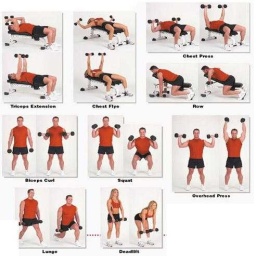 Chest Press
Triceps Extension
Chest Flys
Row
Biceps Curl
Squat
Overhead Press
Lunge
Deadlift